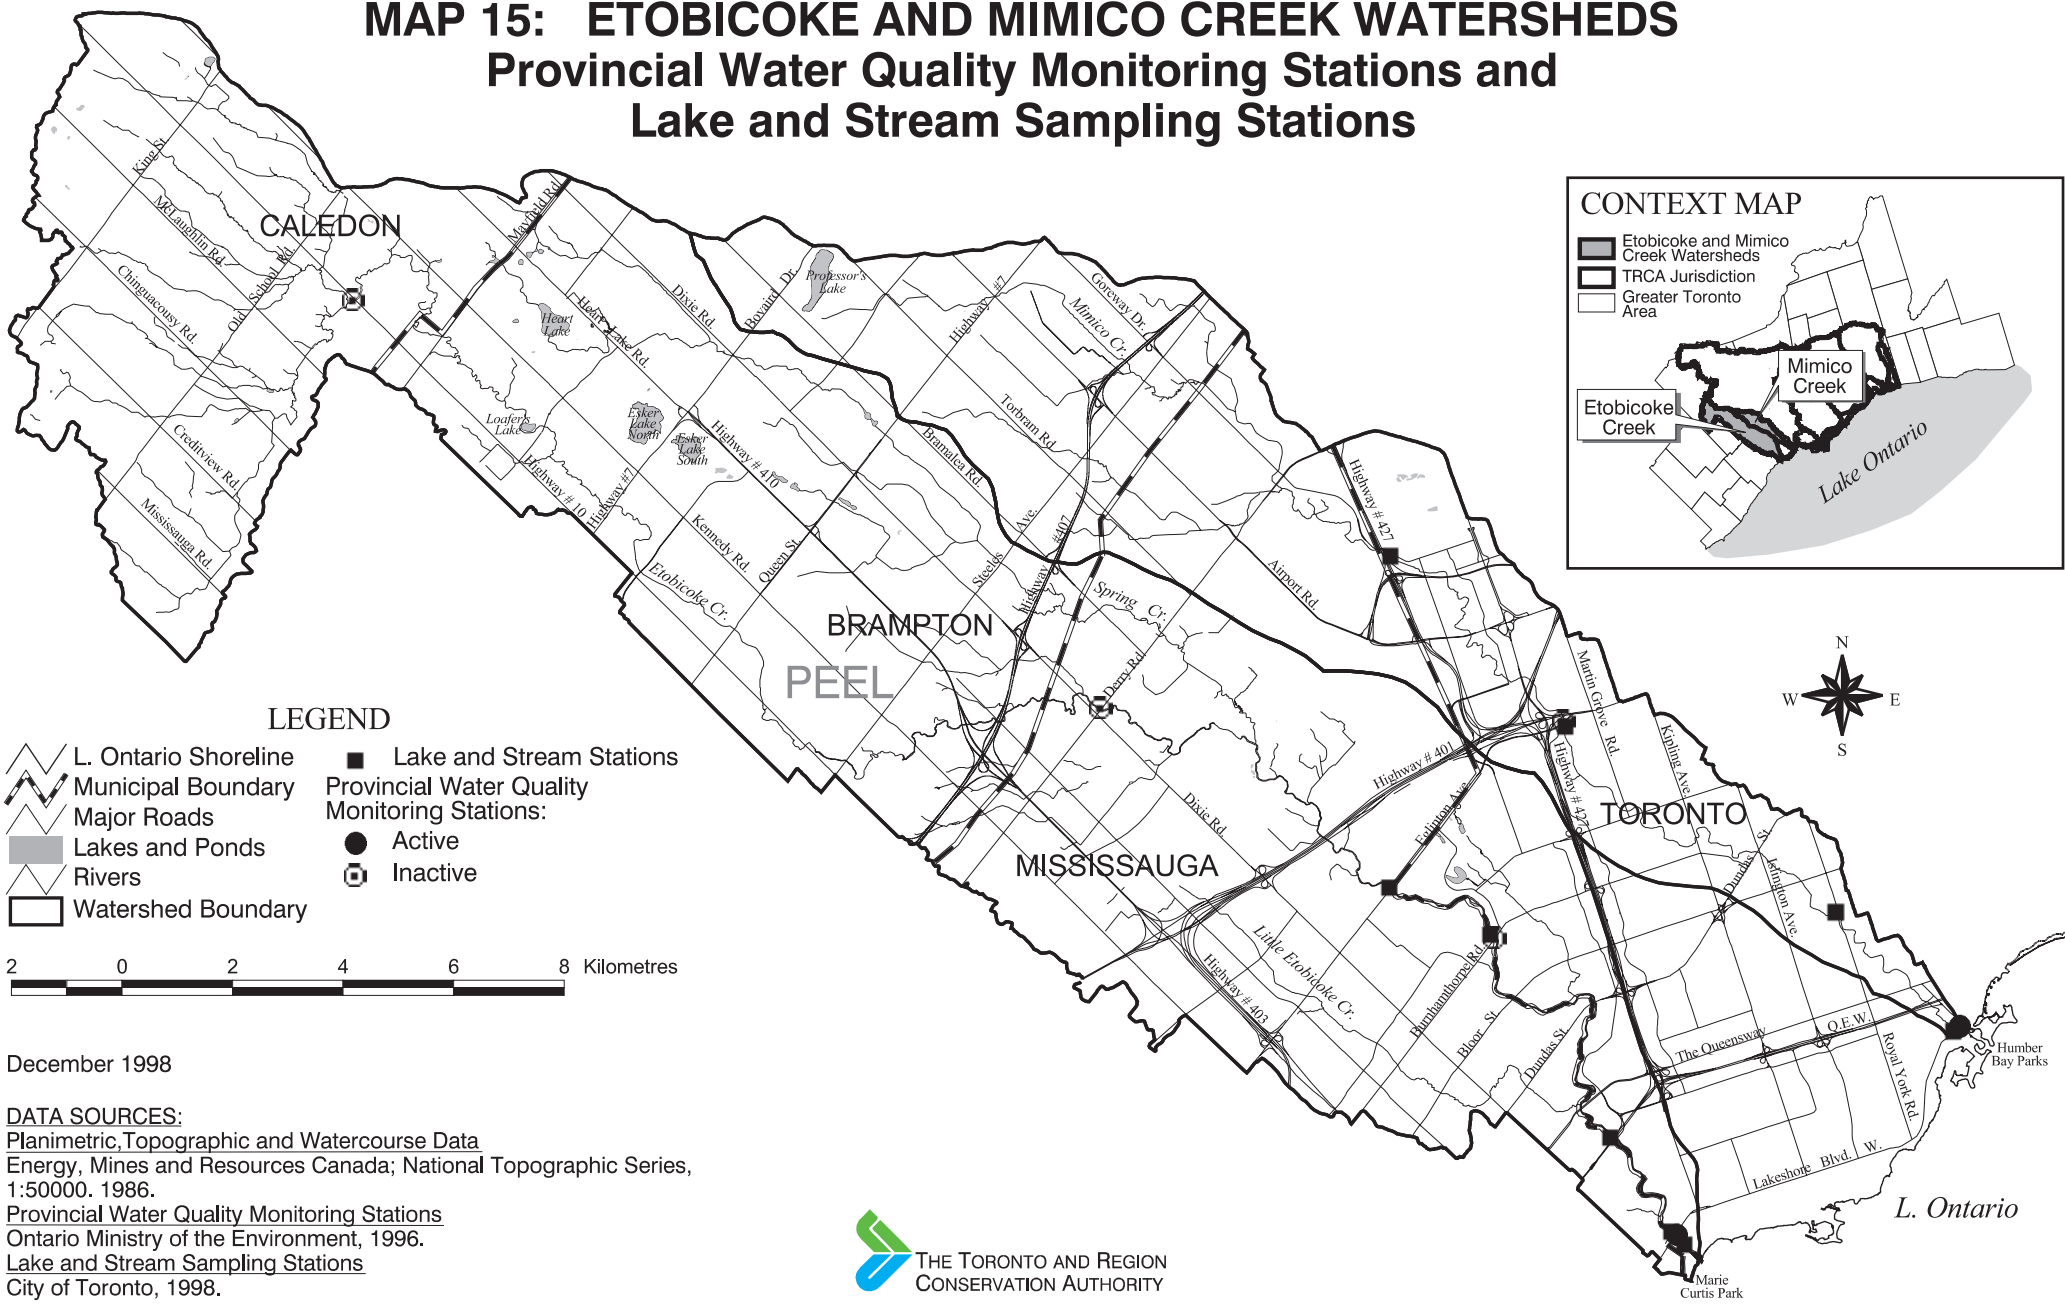 MAP 15: ETOBICOKE AND MIMICO CREEK WATERSHEDS
Provincial Water Quality Monitoring Stations and
Lake and Stream Sampling Stations
CONTEXT MAP
Etobicoke and Mimico
Creek Watersheds
TRCA Jurisdiction
Greater Toronto
Area
Mimico
Creek
Etobicoke
Creek
Lake Ontario
King St.
McLaughlin Rd.
CALEDON
Old School Rd.
Chinguacousy Rd.
Creditview Rd.
Mississauga Rd.
Mayfield Rd.
Heart
Lake
Heart Lake Rd.
Dixie Rd.
Bovaird Dr.
Professor's
Lake
Highway #7
Goreway Dr.
Mimico Cr.
Torbram Rd.
Bramalea Rd.
Loafer's
Lake
Esker
Lake
North
Esker
Lake
South
Highway # 410
Highway # 10
Highway #7
Kennedy Rd.
Queen St.
Etobicoke Cr.
Steeles Ave.
Highway #407
Spring Cr.
Airport Rd.
Highway # 427
BRAMPTON
PEEL
Derry Rd.
Martin Grove Rd.
Kipling Ave.
Highway # 401
Highway # 427
Eglinton Ave.
Dixie Rd.
TORONTO
MISSISSAUGA
Dundas St.
Islington Ave.
Little Etobicoke Cr.
Highway # 403
Burnhamthorpe Rd.
Bloor St.
Dundas St.
The Queensway
Q.E.W.
Royal York Rd.
Humber
Bay Parks
Lakeshore Blvd. W.
L. Ontario
Marie
Curtis Park
N
W
E
S
LEGEND
L. Ontario Shoreline
Municipal Boundary
Major Roads
Lakes and Ponds
Rivers
Watershed Boundary
Lake and Stream Stations
Provincial Water Quality
Monitoring Stations:
Active
Inactive
2 0 2 4 6 8 Kilometres
December 1998
DATA SOURCES:
Planimetric,Topographic and Watercourse Data
Energy, Mines and Resources Canada; National Topographic Series,
1:50000. 1986.
Provincial Water Quality Monitoring Stations
Ontario Ministry of the Environment, 1996.
Lake and Stream Sampling Stations
City of Toronto, 1998.
THE TORONTO AND REGION
CONSERVATION AUTHORITY